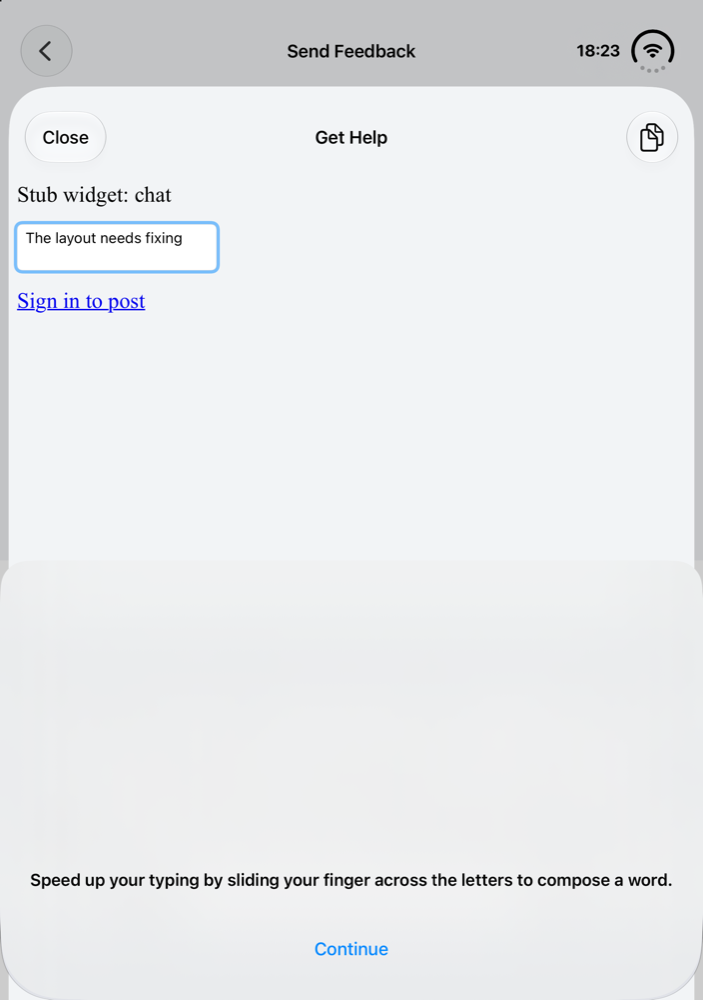 Send Feedback
18:23
Close
Get Help
Stub widget: chat
The layout needs fixing
Sign in to post
Speed up your typing by sliding your finger across the letters to compose a word.
Continue